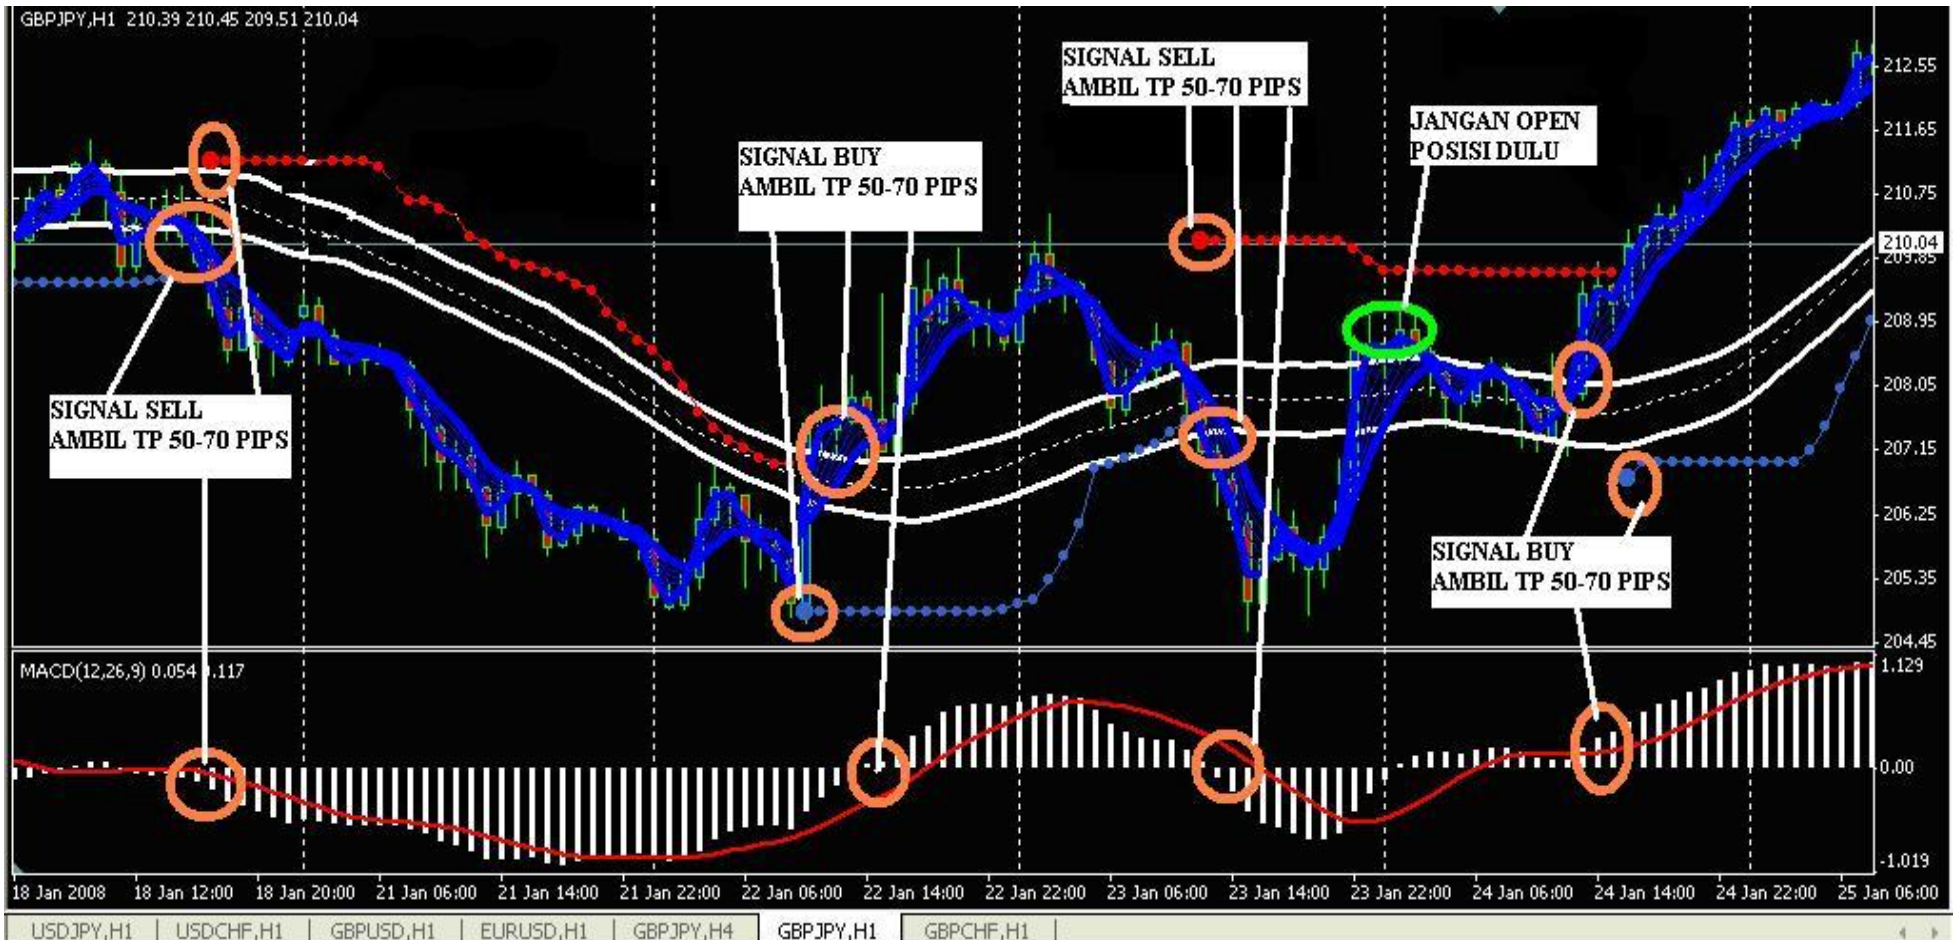 GBPJPY,H1 210.39 210.45 209.51 210.04
SIGNAL SELL
AMBIL TP 50-70 PIPS
JANGAN OPEN
POSISI DULU
SIGNAL BUY
AMBIL TP 50-70 PIPS
SIGNAL SELL
AMBIL TP 50-70 PIPS
SIGNAL BUY
AMBIL TP 50-70 PIPS
212.55
211.65
210.75
210.04
209.85
208.95
208.05
207.15
206.25
205.35
204.45
MACD(12,26,9) 0.054 0.117
1.129
0.00
-1.019
18 Jan 2008 18 Jan 12:00 18 Jan 20:00 21 Jan 06:00 21 Jan 14:00 21 Jan 22:00 22 Jan 06:00 22 Jan 14:00 22 Jan 22:00 23 Jan 06:00 23 Jan 14:00 23 Jan 22:00 24 Jan 06:00 24 Jan 14:00 24 Jan 22:00 25 Jan 06:00
USDJPY,H1 USDCHF,H1 GBPUSD,H1 EURUSD,H1 GBPJPY,H4 GBPJPY,H1 GBPCHF,H1